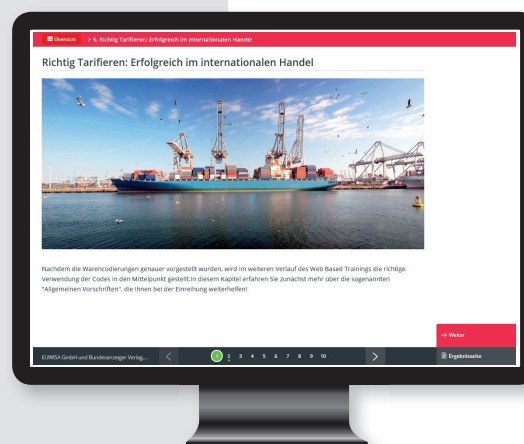 Übersicht > 6. Richtig Tarifieren: Erfolgreich im internationalen Handel
Richtig Tarifieren: Erfolgreich im internationalen Handel
Nachdem die Warencodierungen genauer vorgestellt wurden, wird im weiteren Verlauf des Web Based Trainings die richtige
Verwendung der Codes in den Mittelpunkt gestellt.In diesem Kapitel erfahren Sie zunächst mehr über die sogenannten
"Allgemeinen Vorschriften", die Ihnen bei der Einreihung weiterhelfen!
-> Weiter
EUWISA GmbH und Bundesanzeiger Verlag... < 1 2 3 4 5 6 7 8 9 10 > Ergebnisseite